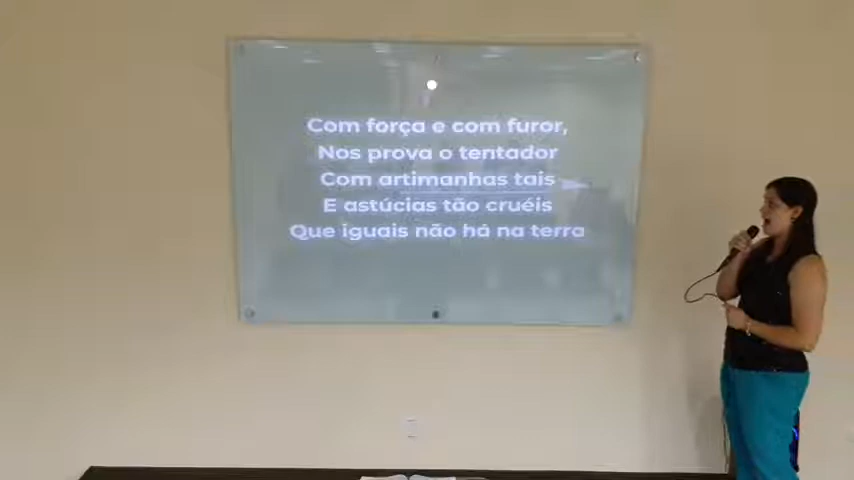 Com força e com furor,
Nos prova o tentador
Com artimanhas tais
E astúcias tão cruéis
Que iguais não há na terra